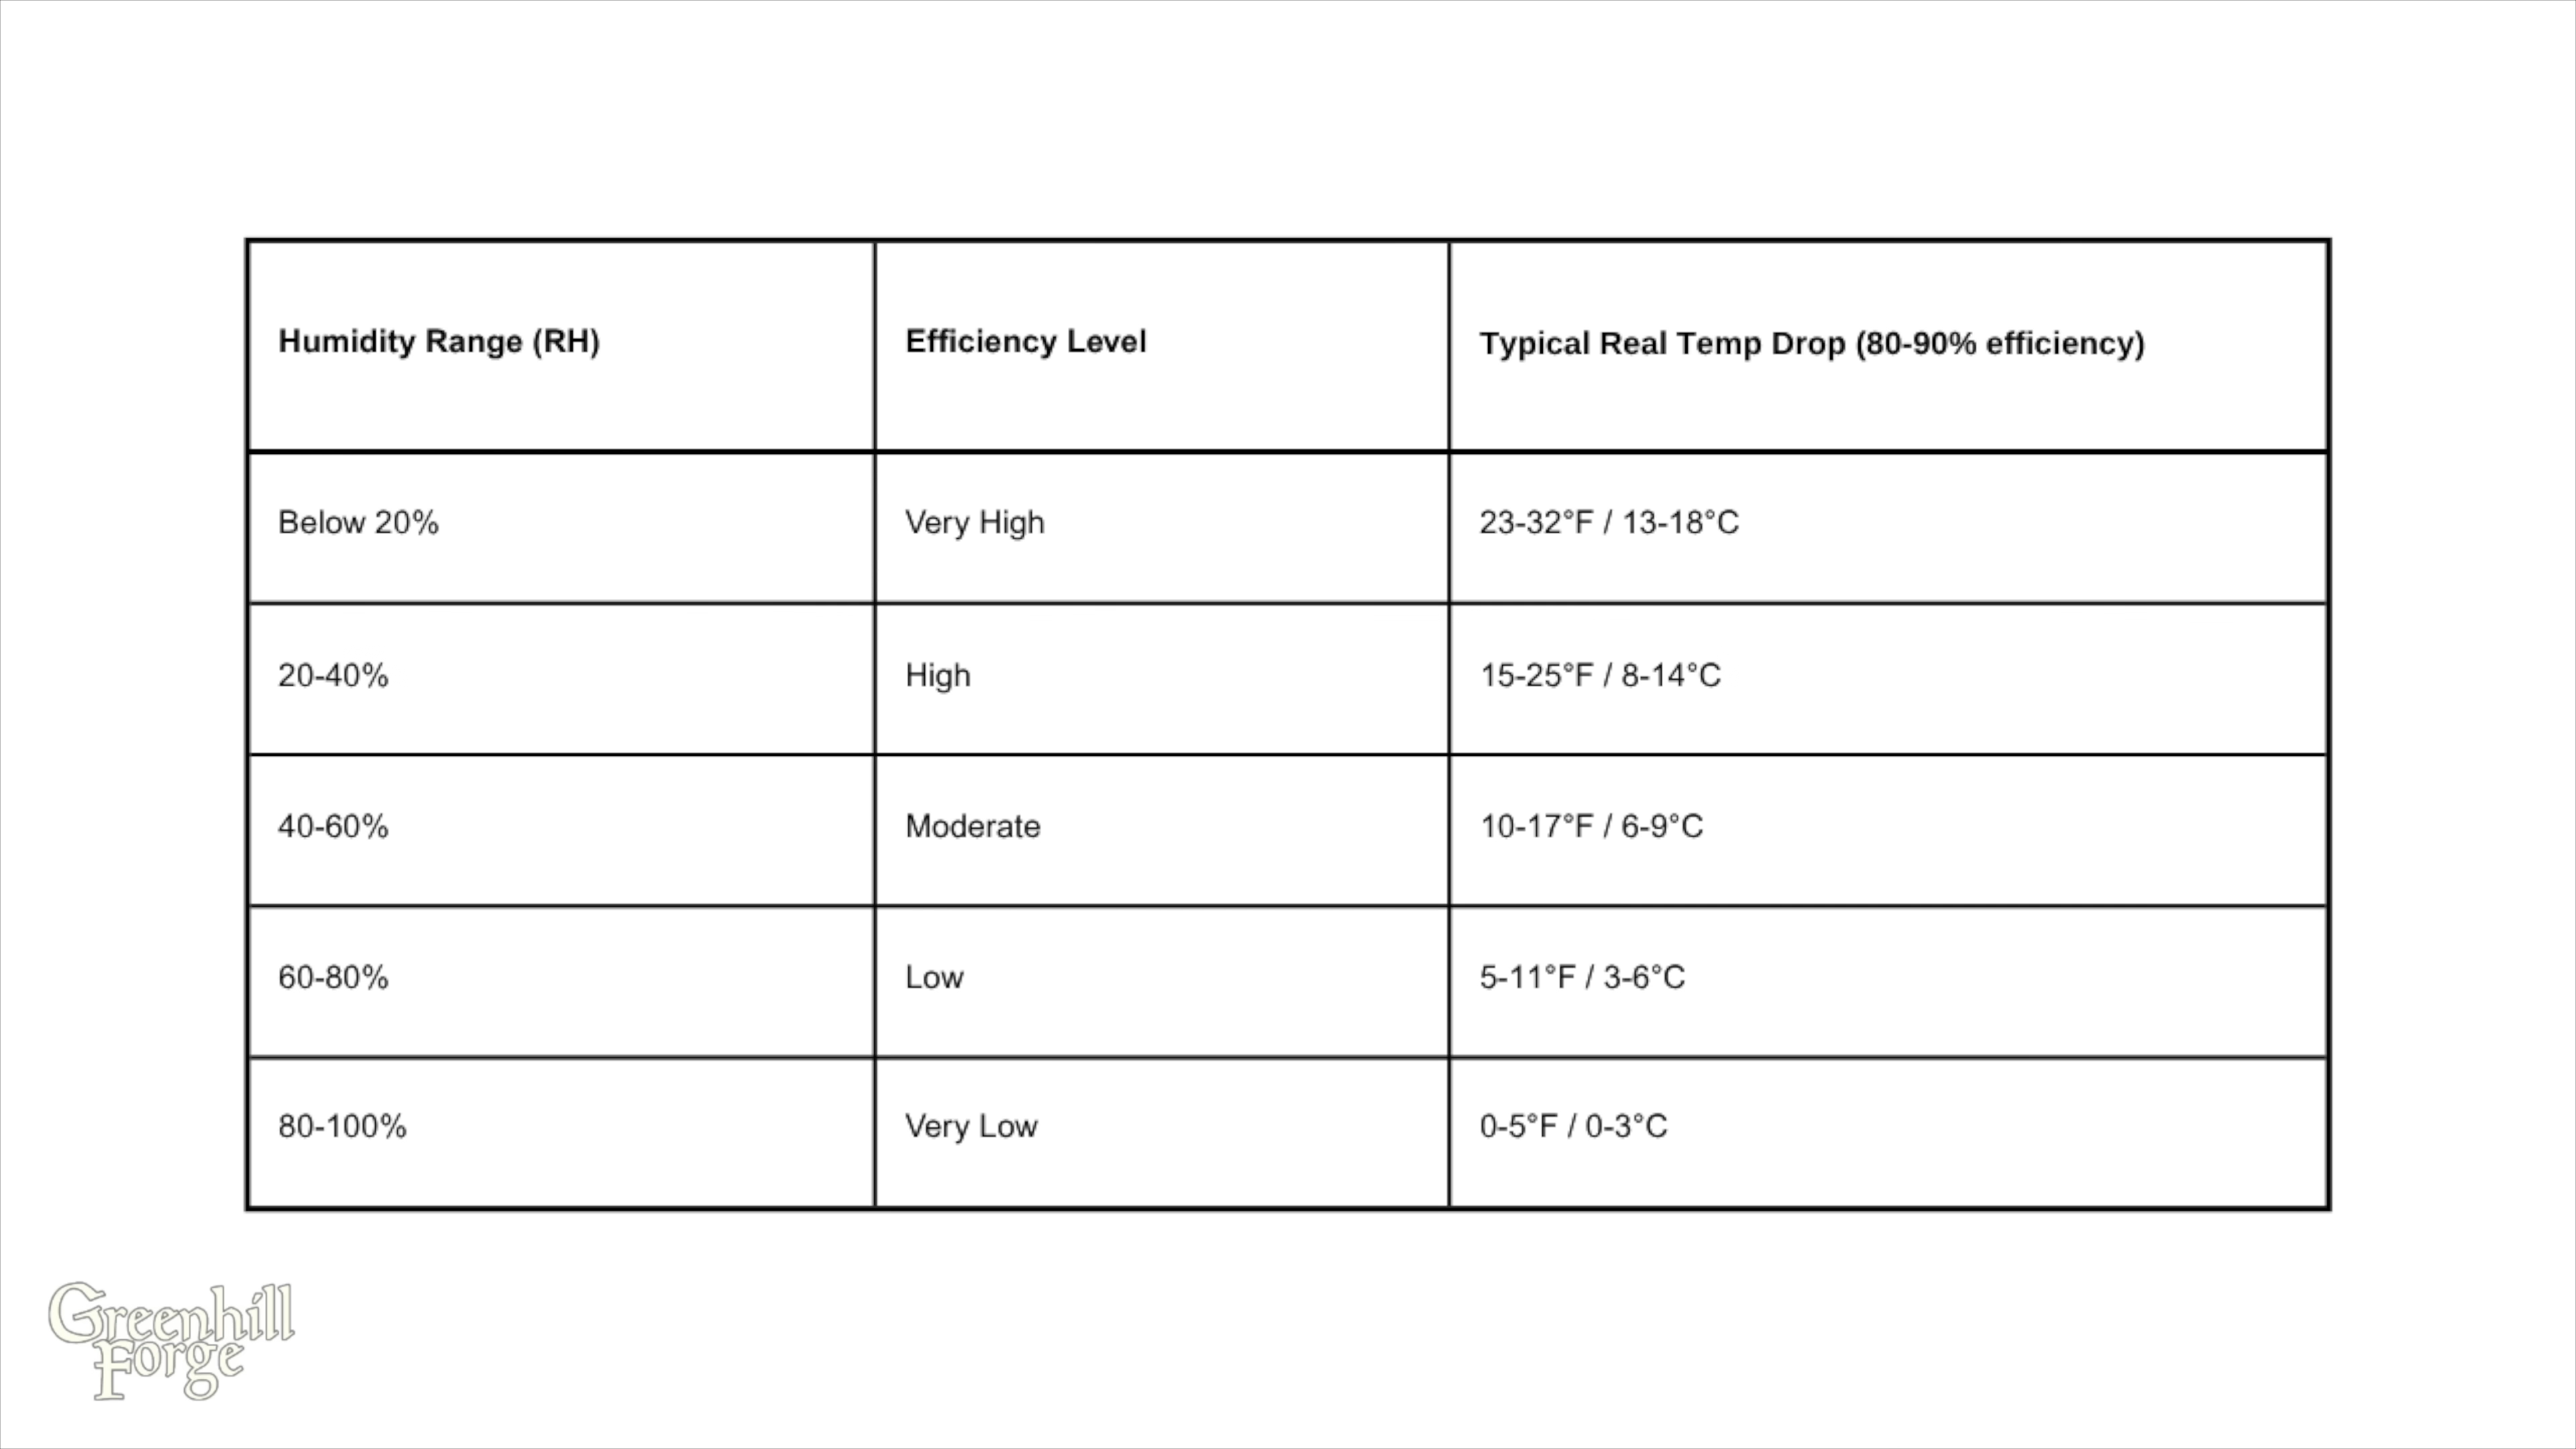 Humidity Range (RH) Efficiency Level Typical Real Temp Drop (80-90% efficiency)
Below 20% Very High 23-32°F / 13-18°C
20-40% High 15-25°F / 8-14°C
40-60% Moderate 10-17°F / 6-9°C
60-80% Low 5-11°F / 3-6°C
80-100% Very Low 0-5°F / 0-3°C
Greenhill
Forge